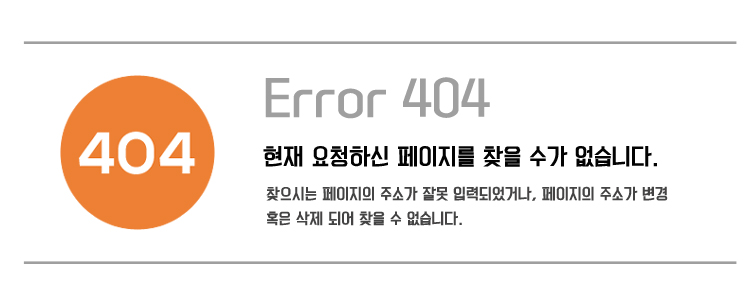 404
Error 404
현재 요청하신 페이지를 찾을 수가 없습니다.
찾으시는 페이지의 주소가 잘못 입력되었거나, 페이지의 주소가 변경
혹은 삭제 되어 찾을 수 없습니다.